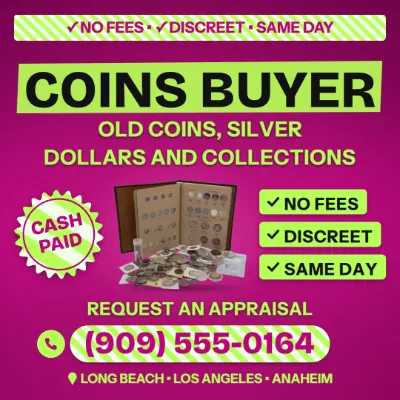 ✓NO FEES ▪ ✓DISCREET ▪ SAME DAY
COINS BUYER
OLD COINS, SILVER
DOLLARS AND COLLECTIONS
CASH
PAID
✓ NO FEES
✓ DISCREET
✓ SAME DAY
REQUEST AN APPRAISAL
(909) 555-0164
LONG BEACH ▪ LOS ANGELES ▪ ANAHEIM